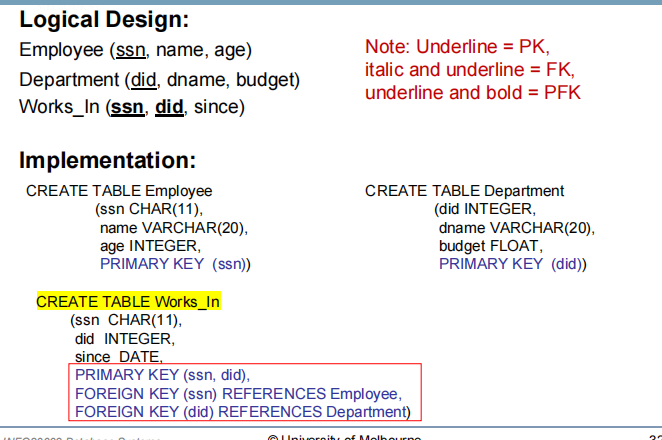 Logical Design:
Employee (ssn, name, age)
Department (did, dname, budget)
Works_In (ssn, did, since)
Note: Underline = PK,
italic and underline = FK,
underline and bold = PFK
Implementation:
CREATE TABLE Employee
(ssn CHAR(11),
name VARCHAR(20),
age INTEGER,
PRIMARY KEY (ssn))
CREATE TABLE Department
(did INTEGER,
dname VARCHAR(20),
budget FLOAT,
PRIMARY KEY (did))
CREATE TABLE Works_In
(ssn CHAR(11),
did INTEGER,
since DATE,
PRIMARY KEY (ssn, did),
FOREIGN KEY (ssn) REFERENCES Employee,
FOREIGN KEY (did) REFERENCES Department)
Database Systems
© University of Melbourne